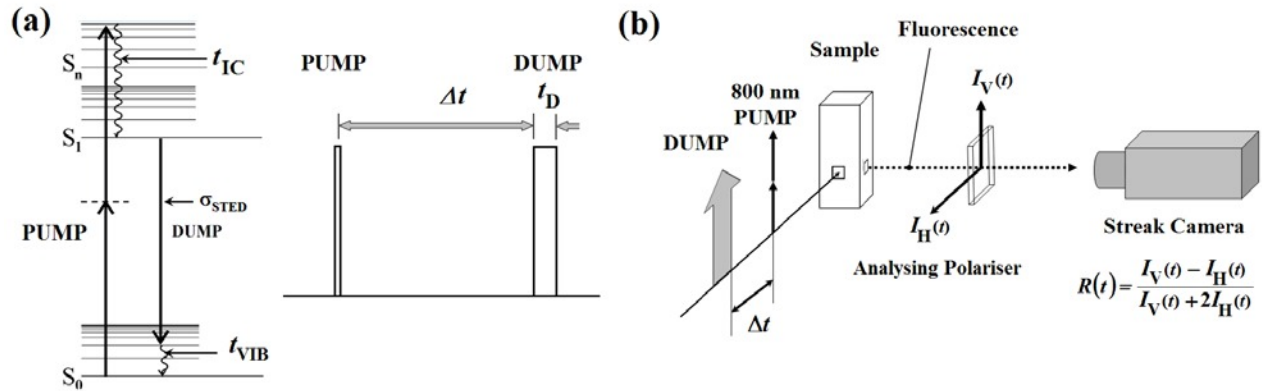 (a)
S_n
t_IC
S_1
σ_STED
PUMP
DUMP
t_VIB
S_0
PUMP
DUMP
Δt
t_D
(b)
Sample
Fluorescence
I_V(t)
800 nm
PUMP
DUMP
I_H(t)
Streak Camera
Analysing Polariser
Δt
R(t) = (I_V(t) − I_H(t)) / (I_V(t) + 2I_H(t))